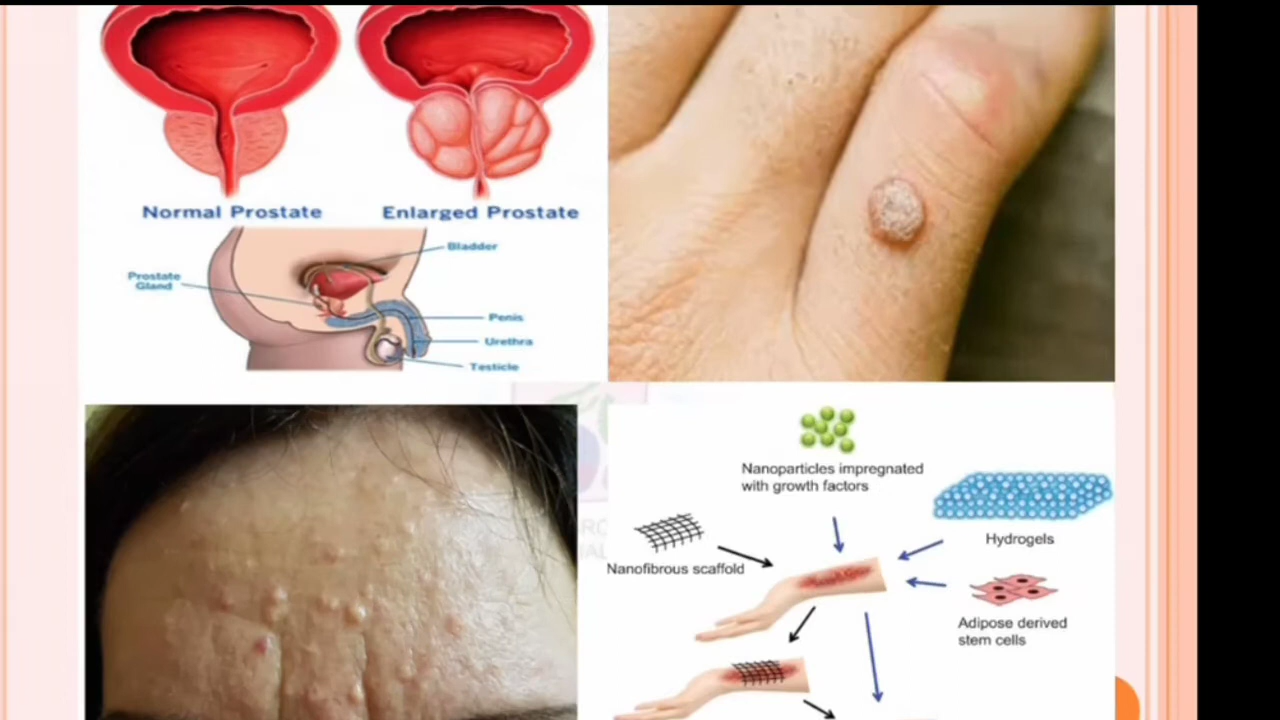 Normal Prostate
Enlarged Prostate
Bladder
Prostate
Gland
Penis
Urethra
Testicle
Nanoparticles impregnated
with growth factors
Hydrogels
Nanofibrous scaffold
Adipose derived
stem cells